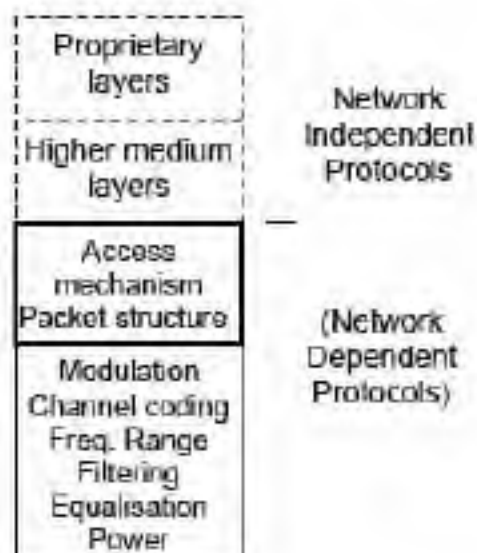 Proprietary
layers
Higher medium
layers
Network
Independent
Protocols
Access
mechanism
Packet structure
(Network
Dependent
Protocols)
Modulation
Channel coding
Freq. Range
Filtering
Equalisation
Power